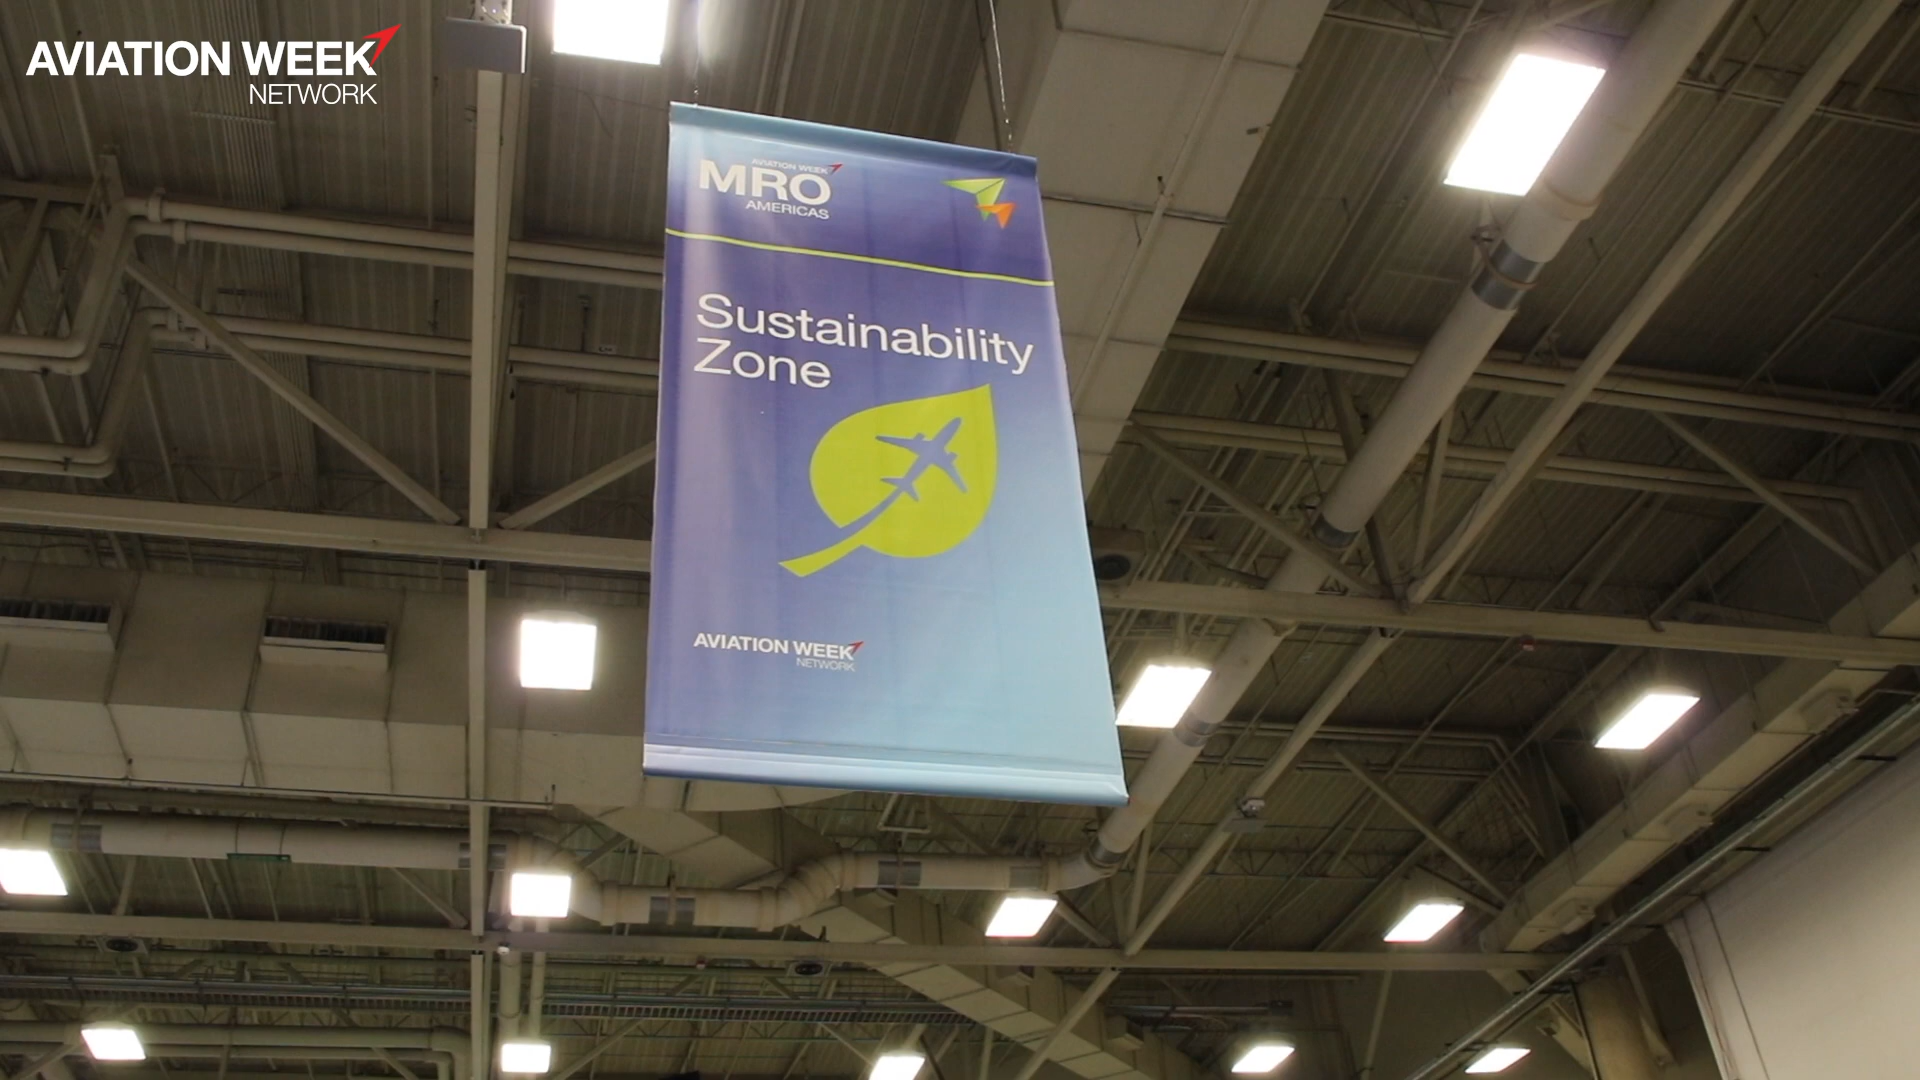 AVIATION WEEK
NETWORK
AVIATION WEEK
MRO
AMERICAS
Sustainability
Zone
AVIATION WEEK
NETWORK